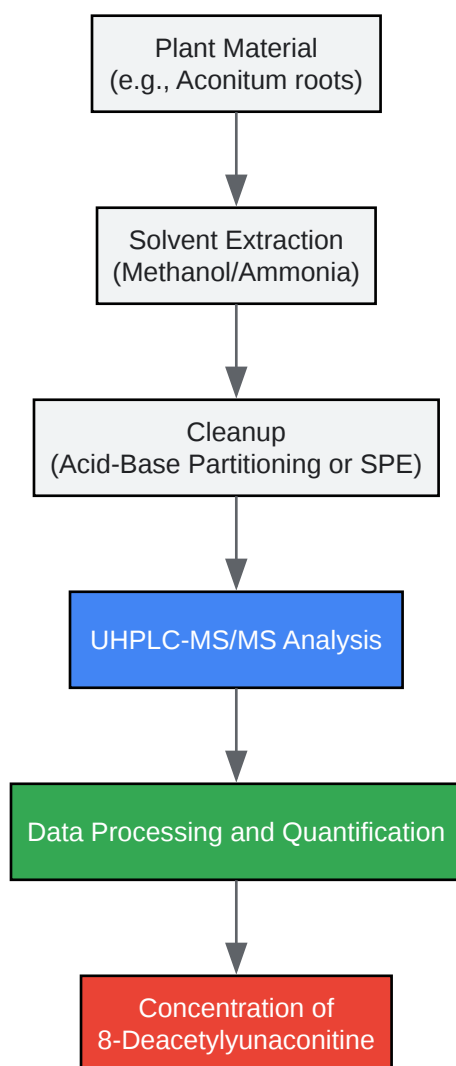 Plant Material
(e.g., Aconitum roots)
Solvent Extraction
(Methanol/Ammonia)
Cleanup
(Acid-Base Partitioning or SPE)
UHPLC-MS/MS Analysis
Data Processing and Quantification
Concentration of
8-Deacetylyunaconitine